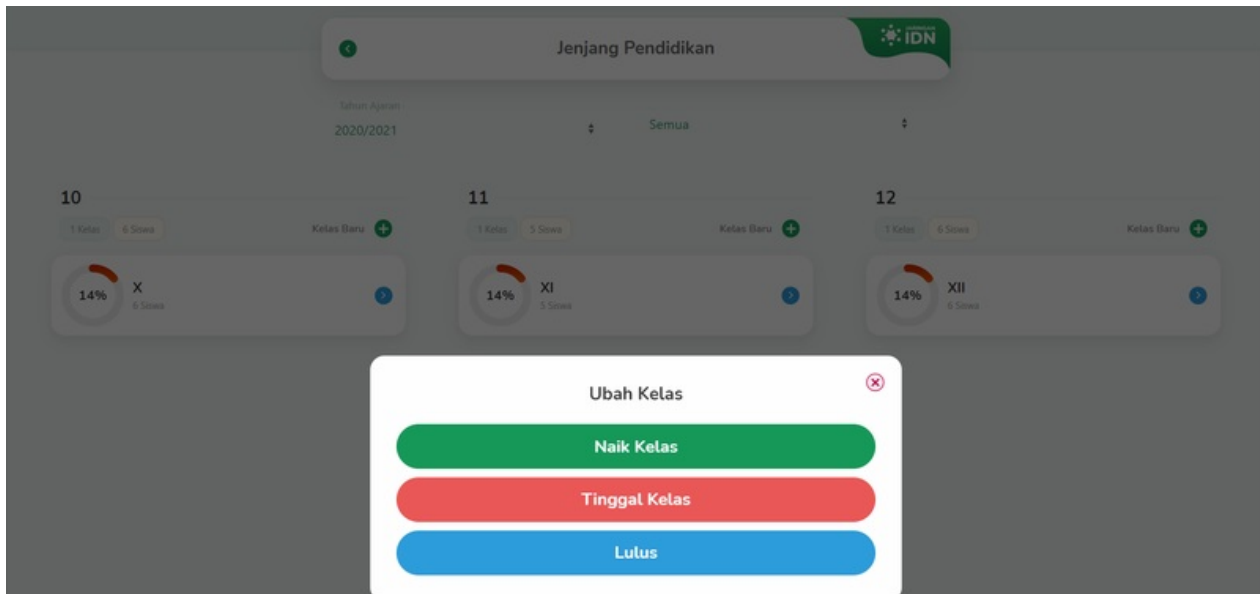 Jenjang Pendidikan
IDN
Tahun Ajaran
2020/2021
Semua
10
1 Kelas
6 Siswa
Kelas Baru
14%
X
6 Siswa
11
1 Kelas
5 Siswa
Kelas Baru
14%
XI
5 Siswa
12
1 Kelas
6 Siswa
Kelas Baru
14%
XII
6 Siswa
Ubah Kelas
Naik Kelas
Tinggal Kelas
Lulus